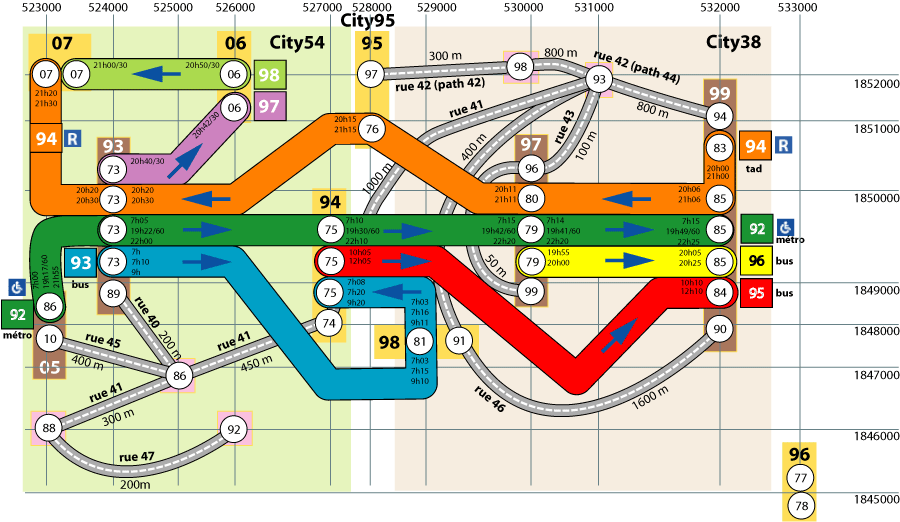 523000 524000 525000 526000 527000 528000 529000 530000 531000 532000 533000
City95
07 06 City54 95 City38
07 07 21h00/30 20h50/30 06 98
97 300 m 98 800 m rue 42 (path 44)
rue 42 (path 42) 93 800 m 99
1852000
21h20
21h30
06 97
20h42/30
rue 41 400 m rue 43 100 m
94
94 R
93
20h15
21h15
76
97
1851000
83
94 R
tad
73 20h40/30
1000 m
96
20h00
21h00
1850000
20h20
20h30
73
20h20
20h30
20h11
21h11
80
20h06
21h06
85
94
73
7h05
19h22/60
22h00
75
7h10
19h30/60
22h10
7h15
19h42/60
22h20
79
7h14
19h41/60
22h20
7h15
19h49/60
22h25
85
92
métro
93
bus
73
7h
7h10
9h
75
10h05
12h05
50 m
79
19h55
20h00
20h05
20h25
85
96
bus
7h00
19h17/60
21h55
92
métro
86
89
75
7h08
7h20
9h20
7h03
7h16
9h11
99
10h10
12h10
84
95
bus
1849000
10
05
rue 45
400 m
rue 40
200 m
rue 41
450 m
74
98
81
91
90
1848000
7h03
7h15
9h10
86
1847000
rue 41
300 m
rue 46
1600 m
88
92
rue 47
200m
1846000
96
77
78
1845000